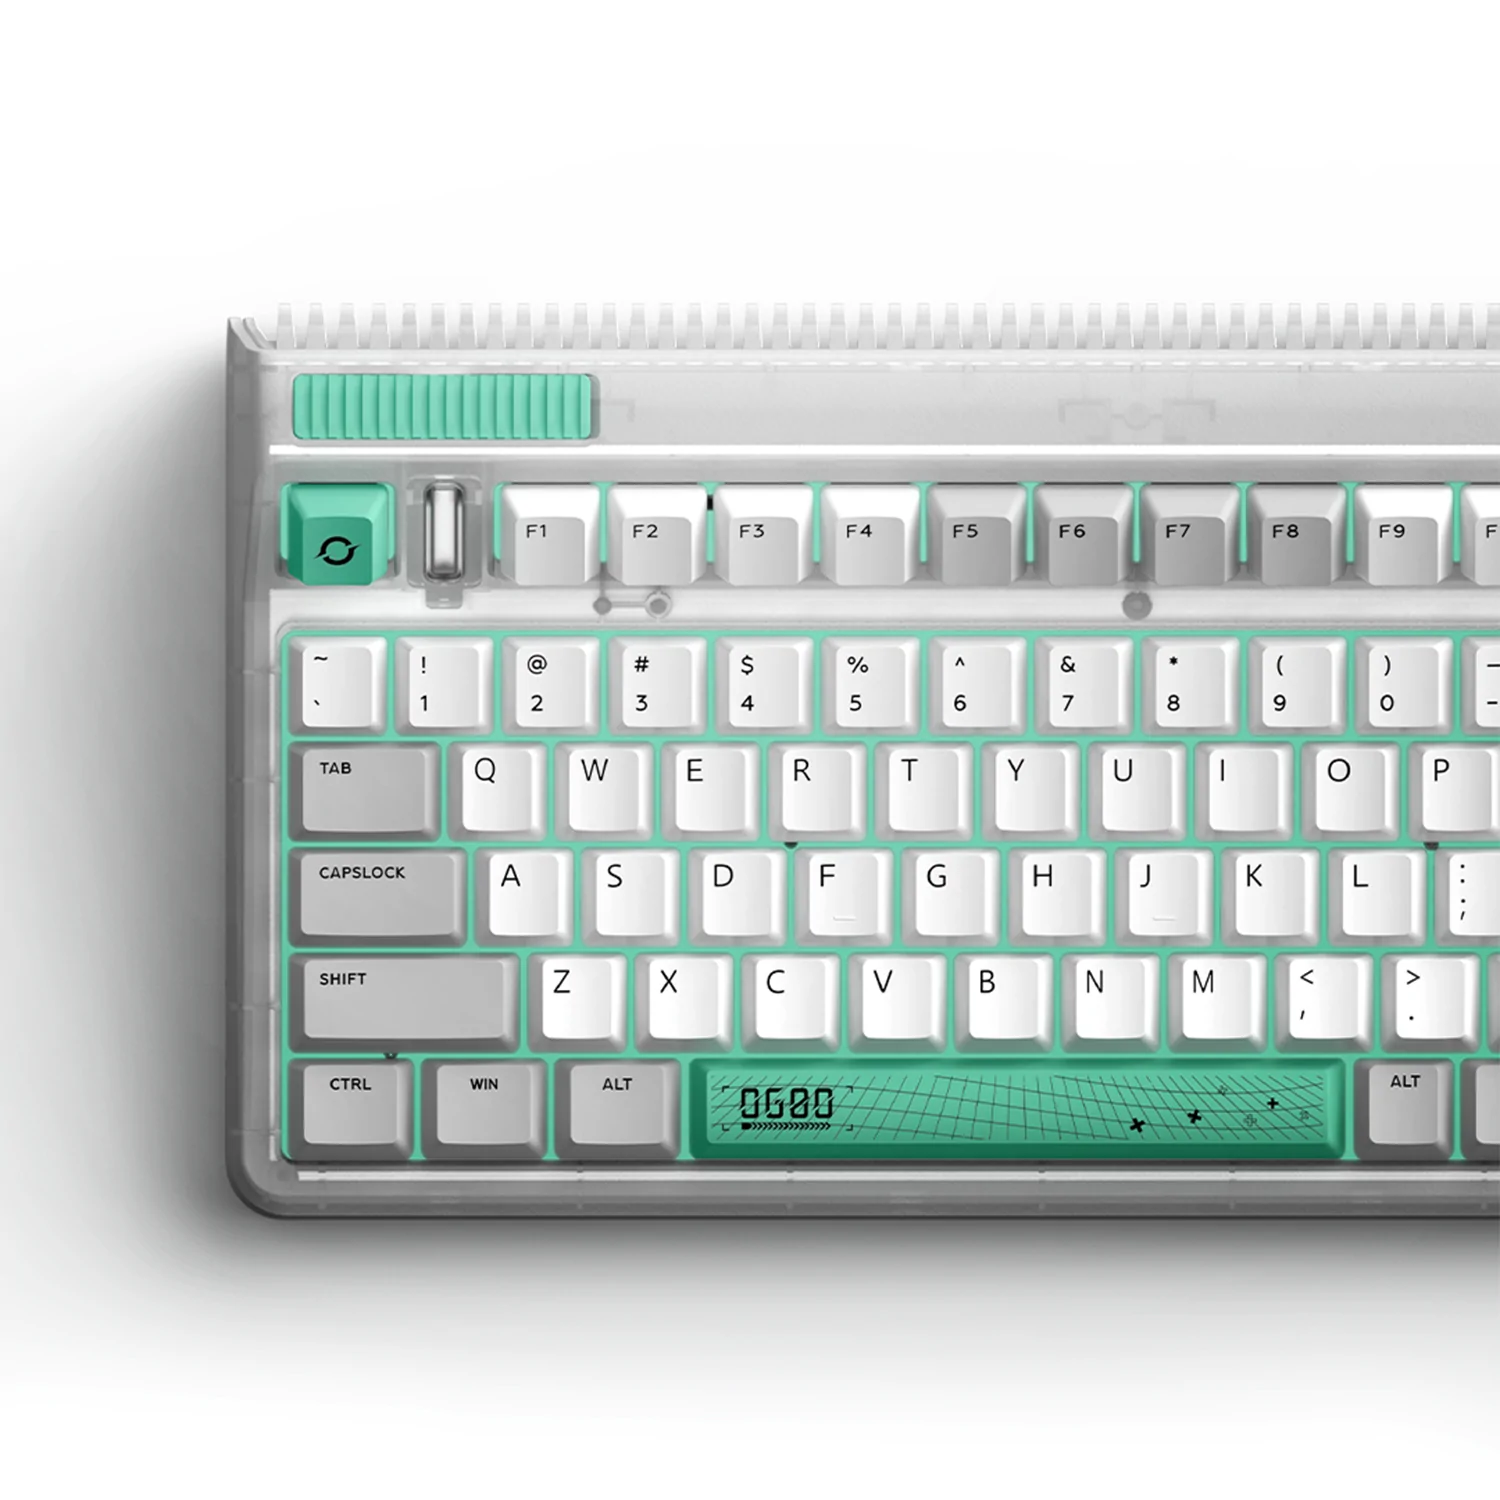 F1 F2 F3 F4 F5 F6 F7 F8 F9 F
~ ! @ # $ % ^ & * ( ) —
` 1 2 3 4 5 6 7 8 9 0 -
TAB Q W E R T Y U I O P
CAPSLOCK A S D F G H J K L :
;
SHIFT Z X C V B N M < >
, .
CTRL WIN ALT OG80 ALT